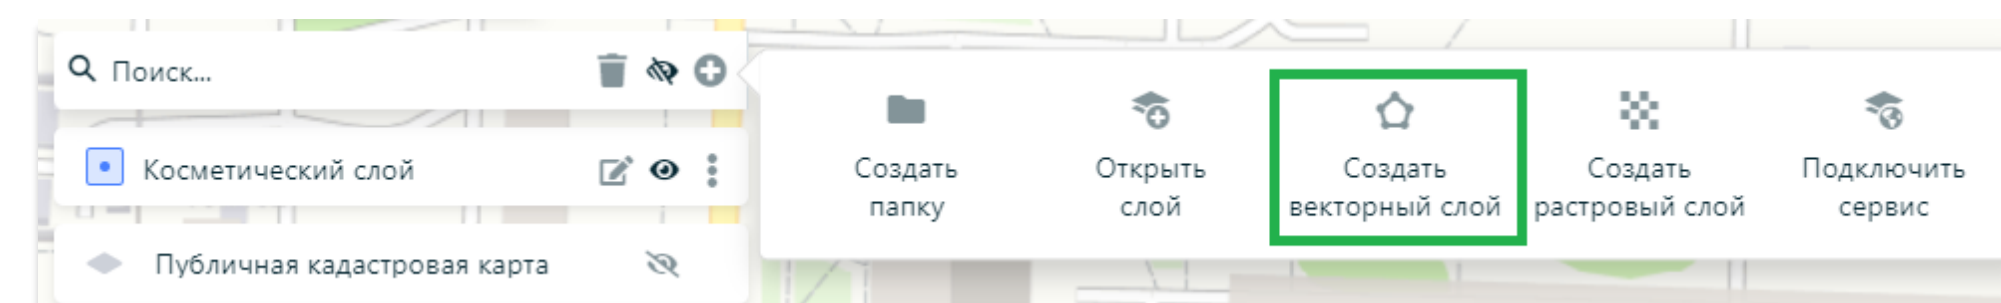 Поиск...
Косметический слой
Публичная кадастровая карта
Создать
папку
Открыть
слой
Создать
векторный слой
Создать
растровый слой
Подключить
сервис